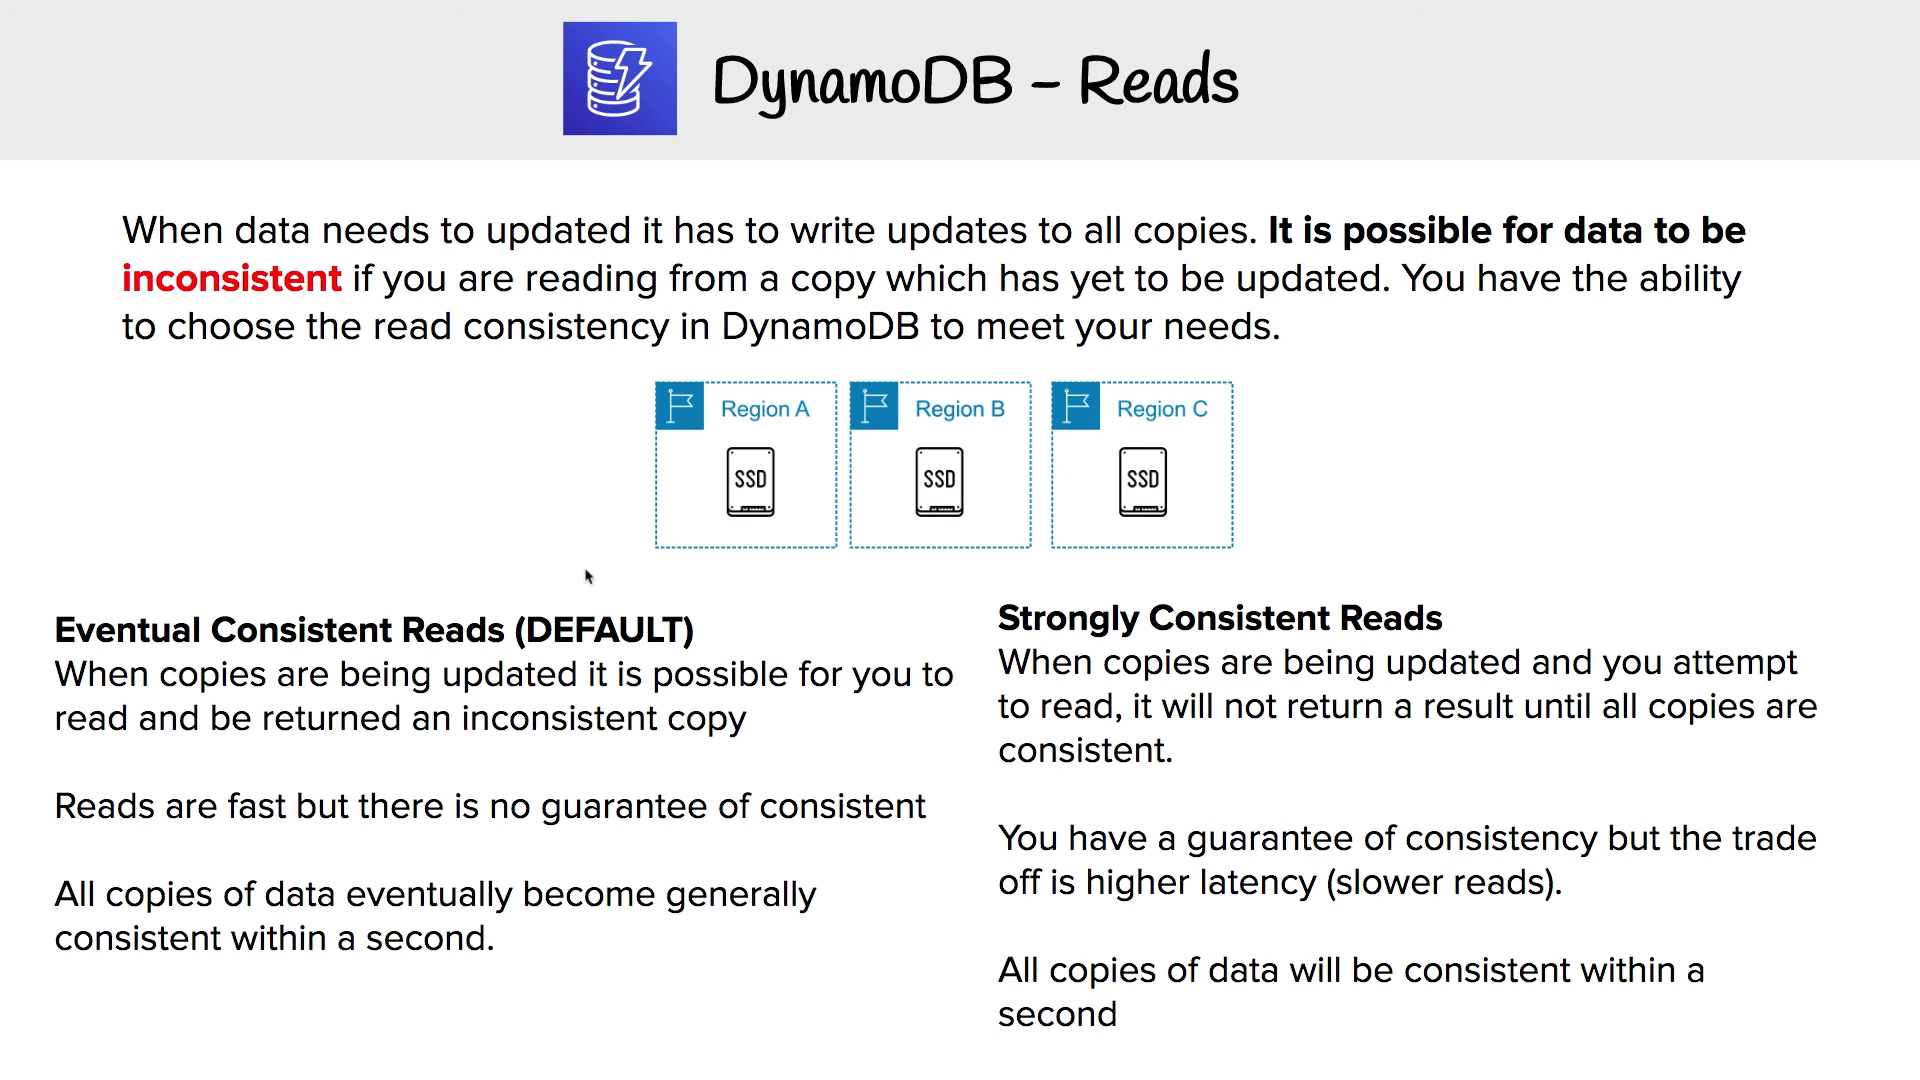 DynamoDB – Reads
When data needs to updated it has to write updates to all copies. It is possible for data to be
inconsistent if you are reading from a copy which has yet to be updated. You have the ability
to choose the read consistency in DynamoDB to meet your needs.
Region A
Region B
Region C
SSD
SSD
SSD
Eventual Consistent Reads (DEFAULT)
When copies are being updated it is possible for you to
read and be returned an inconsistent copy
Reads are fast but there is no guarantee of consistent
All copies of data eventually become generally
consistent within a second.
Strongly Consistent Reads
When copies are being updated and you attempt
to read, it will not return a result until all copies are
consistent.
You have a guarantee of consistency but the trade
off is higher latency (slower reads).
All copies of data will be consistent within a
second